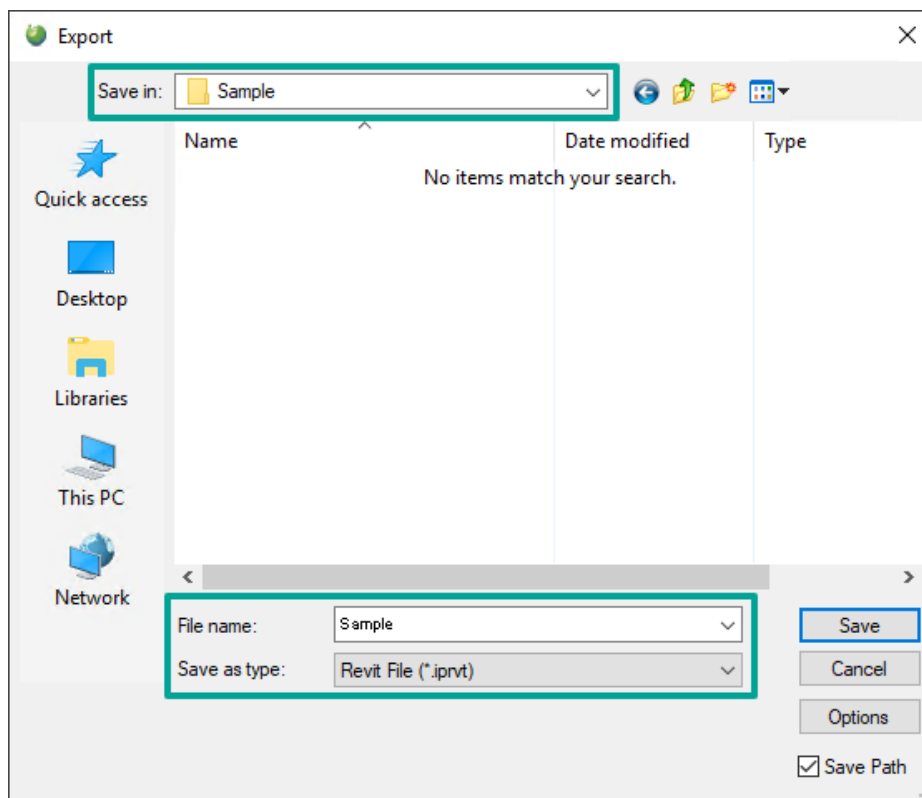 Export
Save in: Sample
Name Date modified Type
No items match your search.
Quick access
Desktop
Libraries
This PC
Network
File name: Sample Save
Save as type: Revit File (*.iprvt) Cancel
Options
Save Path